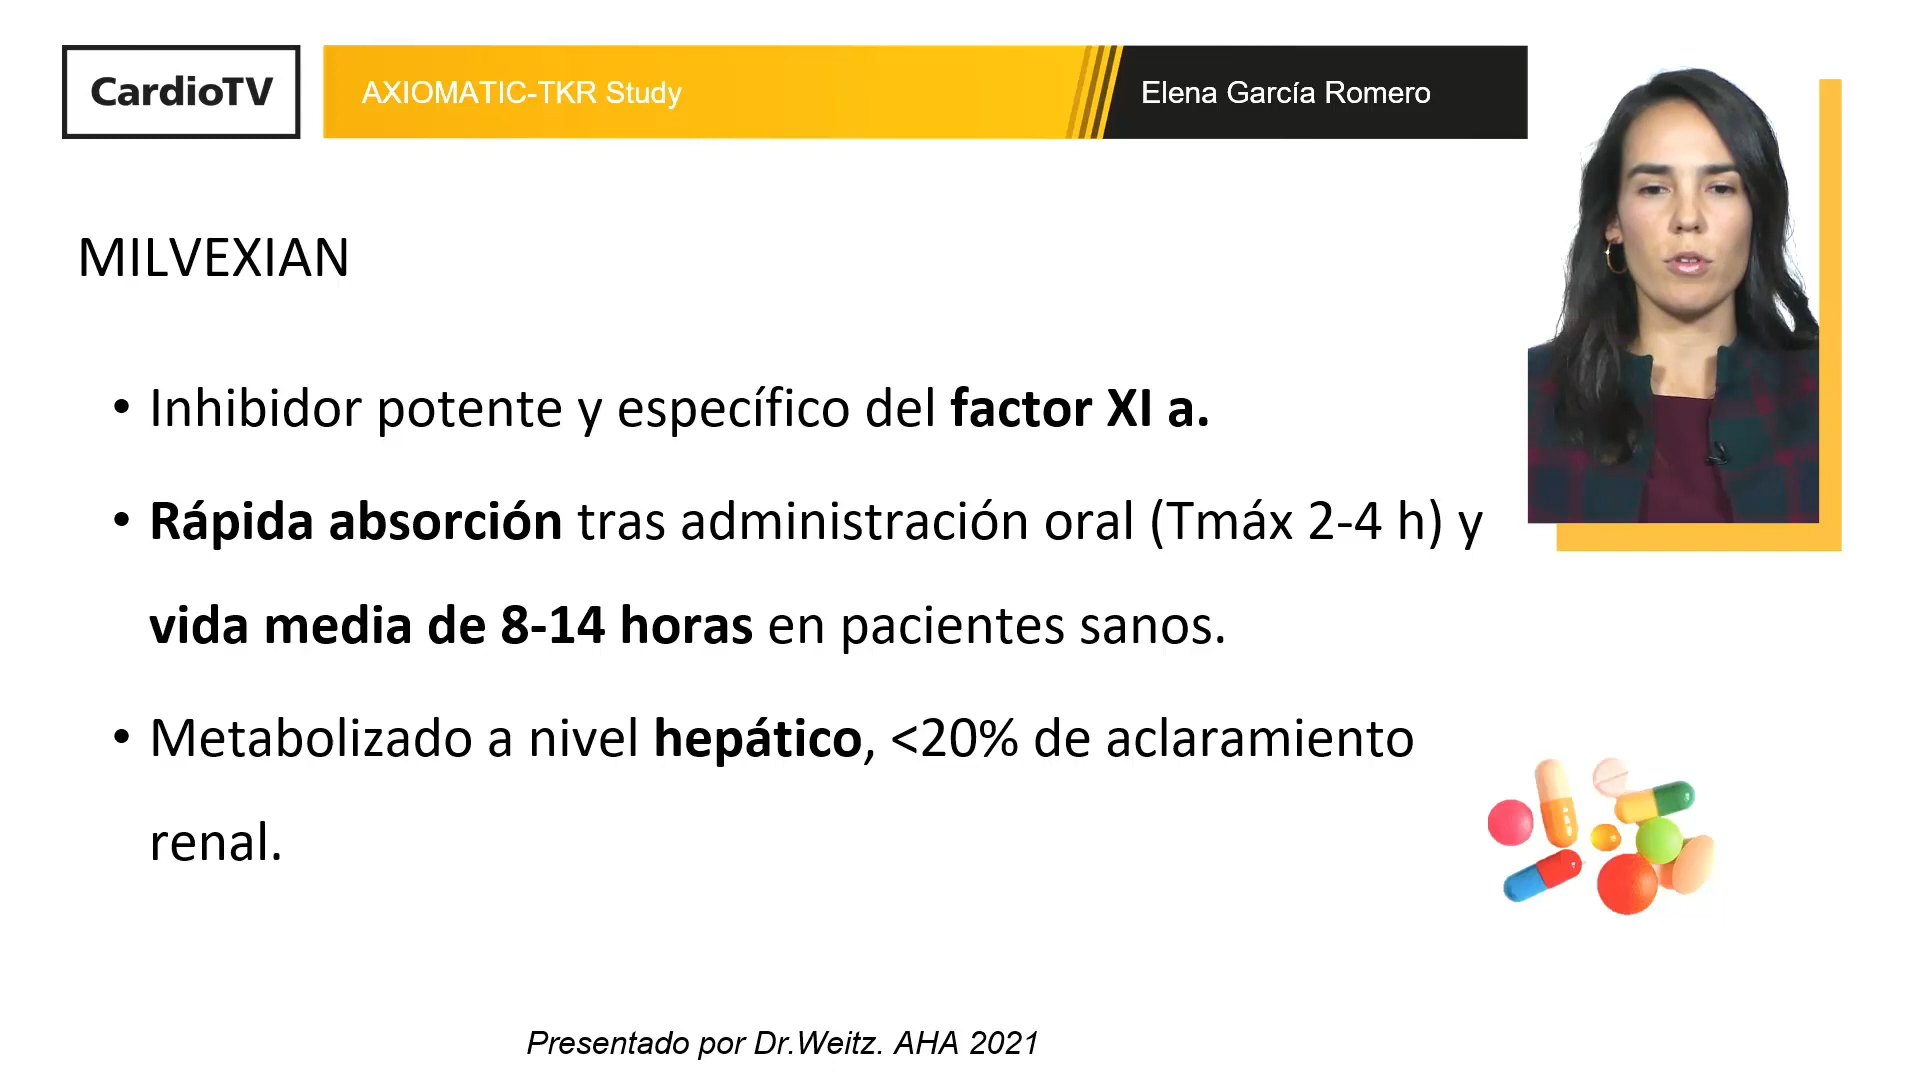 CardioTV
AXIOMATIC-TKR Study
Elena García Romero
MILVEXIAN
• Inhibidor potente y específico del factor XI a.
• Rápida absorción tras administración oral (Tmáx 2-4 h) y
vida media de 8-14 horas en pacientes sanos.
• Metabolizado a nivel hepático, <20% de aclaramiento
renal.
Presentado por Dr.Weitz. AHA 2021